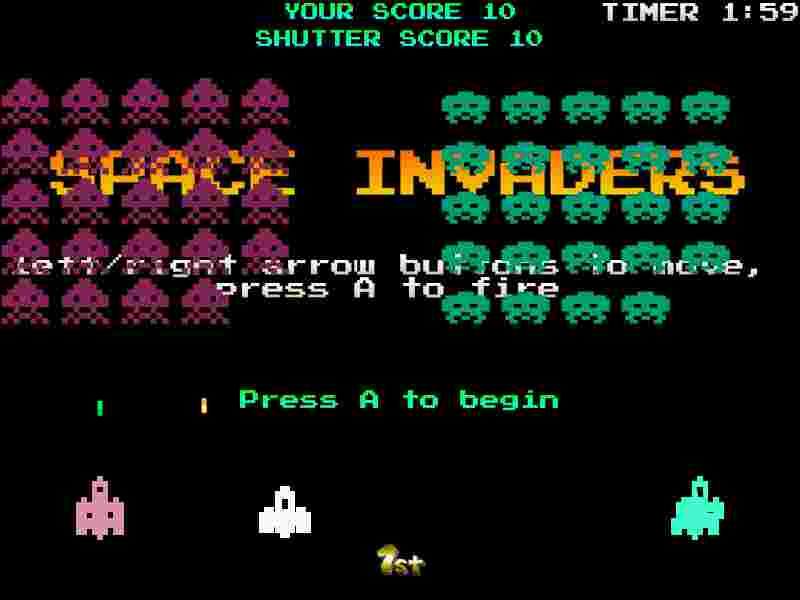 YOUR SCORE 10
TIMER 1:59
SHUTTER SCORE 10
SPACE INVADERS
Left/right arrow buttons to move,
press A to fire
Press A to begin
1st